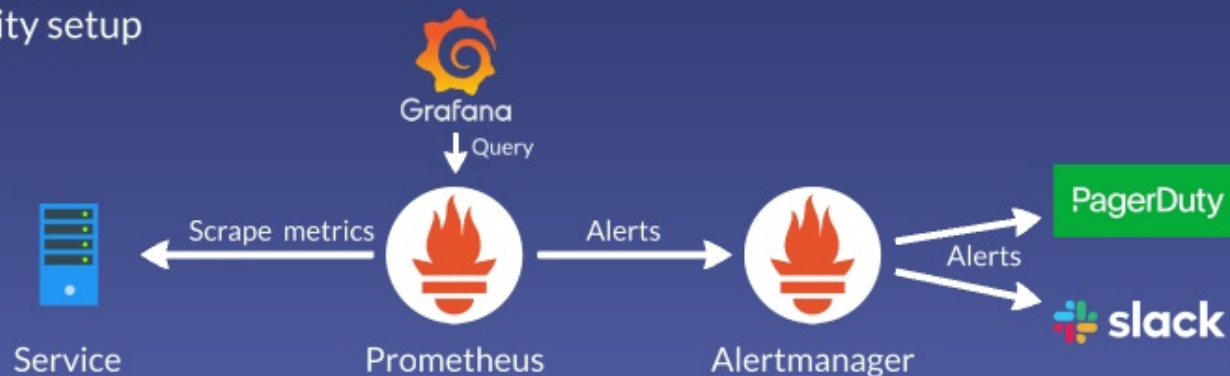 ity setup
Grafana
Query
Scrape metrics
Alerts
PagerDuty
Alerts
slack
Service
Prometheus
Alertmanager